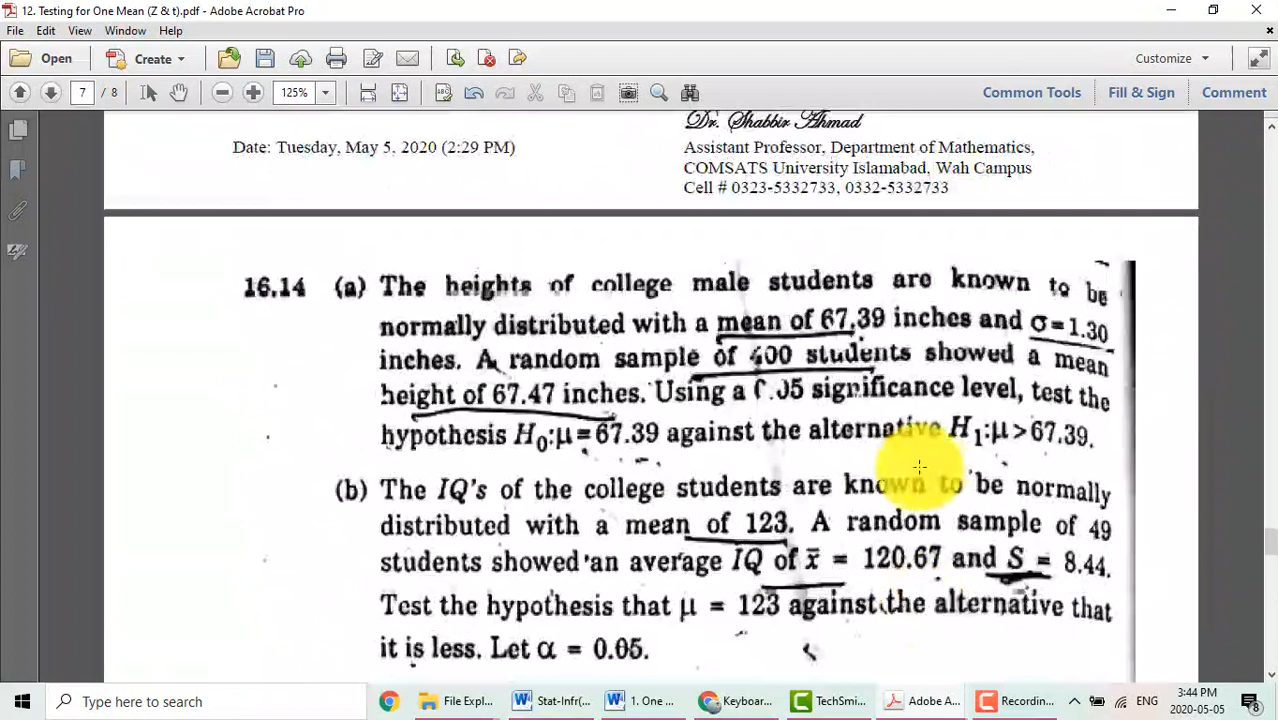 12. Testing for One Mean (Z & t).pdf - Adobe Acrobat Pro
File Edit View Window Help
Open Create Customize
7 / 8 125% Common Tools Fill & Sign Comment
Dr. Shabbir Ahmad
Date: Tuesday, May 5, 2020 (2:29 PM) Assistant Professor, Department of Mathematics,
COMSATS University Islamabad, Wah Campus
Cell # 0323-5332733, 0332-5332733
16.14 (a) The heights of college male students are known to be
normally distributed with a mean of 67.39 inches and σ=1.30
inches. A random sample of 400 students showed a mean
height of 67.47 inches. Using a 0.05 significance level, test the
hypothesis H₀:μ=67.39 against the alternative H₁:μ>67.39.
(b) The IQ's of the college students are known to be normally
distributed with a mean of 123. A random sample of 49
students showed an average IQ of x̄ = 120.67 and S = 8.44.
Test the hypothesis that μ = 123 against the alternative that
it is less. Let α = 0.05. <
Type here to search File Expl... Stat-Infr(... 1. One ... Keyboar... TechSmi... Adobe A... Recordin... ENG 3:44 PM
2020-05-05 8